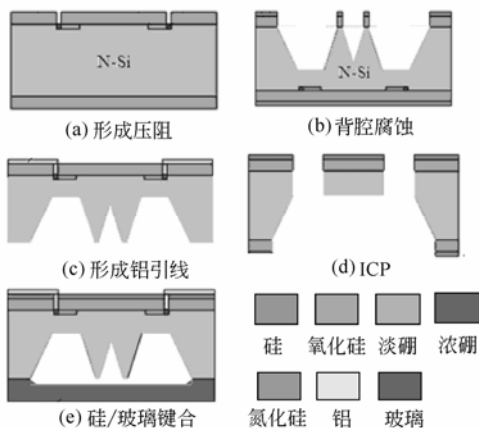 N-Si
(a) 形成压阻
N-Si
(b) 背腔腐蚀
(c) 形成铝引线
(d) ICP
(e) 硅/玻璃键合
硅 氧化硅 淡硼 浓硼
氮化硅 铝 玻璃